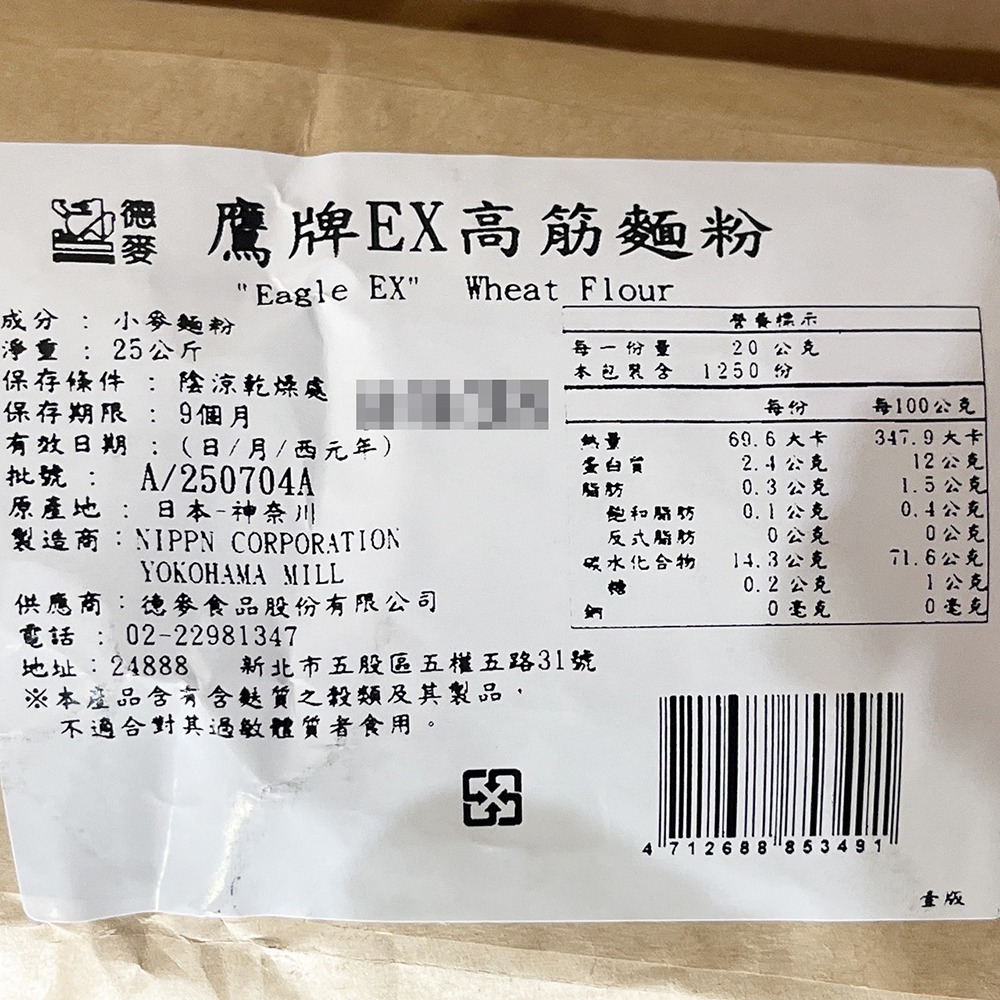 德麥
鷹牌EX高筋麵粉
"Eagle EX" Wheat Flour
成分 : 小麥麵粉
淨重 : 25公斤
保存條件 : 陰涼乾燥處
保存期限 : 9個月
有效日期 : (日/月/西元年)
批號 : A/250704A
原產地 : 日本-神奈川
製造商 : NIPPN CORPORATION
YOKOHAMA MILL
供應商 : 德麥食品股份有限公司
電話 : 02-22981347
地址 : 24888 新北市五股區五權五路31號
※本產品含有含麩質之穀類及其製品,
不適合對其過敏體質者食用。
營養標示
每一份量 20 公克
本包裝含 1250 份
每份 每100公克
熱量 69.6 大卡 347.9 大卡
蛋白質 2.4 公克 12 公克
脂肪 0.3 公克 1.5 公克
飽和脂肪 0.1 公克 0.4 公克
反式脂肪 0 公克 0 公克
碳水化合物 14.3 公克 71.6 公克
糖 0.2 公克 1 公克
鈉 0 毫克 0 毫克
4 712688 853491